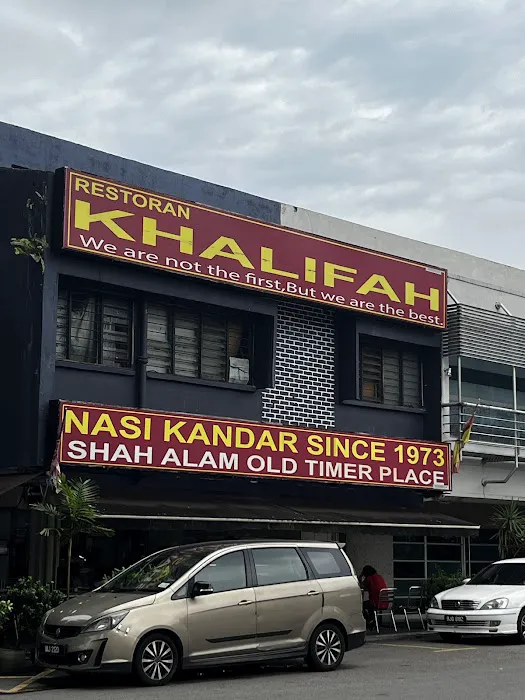 RESTORAN
KHALIFAH
We are not the first,But we are the best
NASI KANDAR SINCE 1973
SHAH ALAM OLD TIMER PLACE